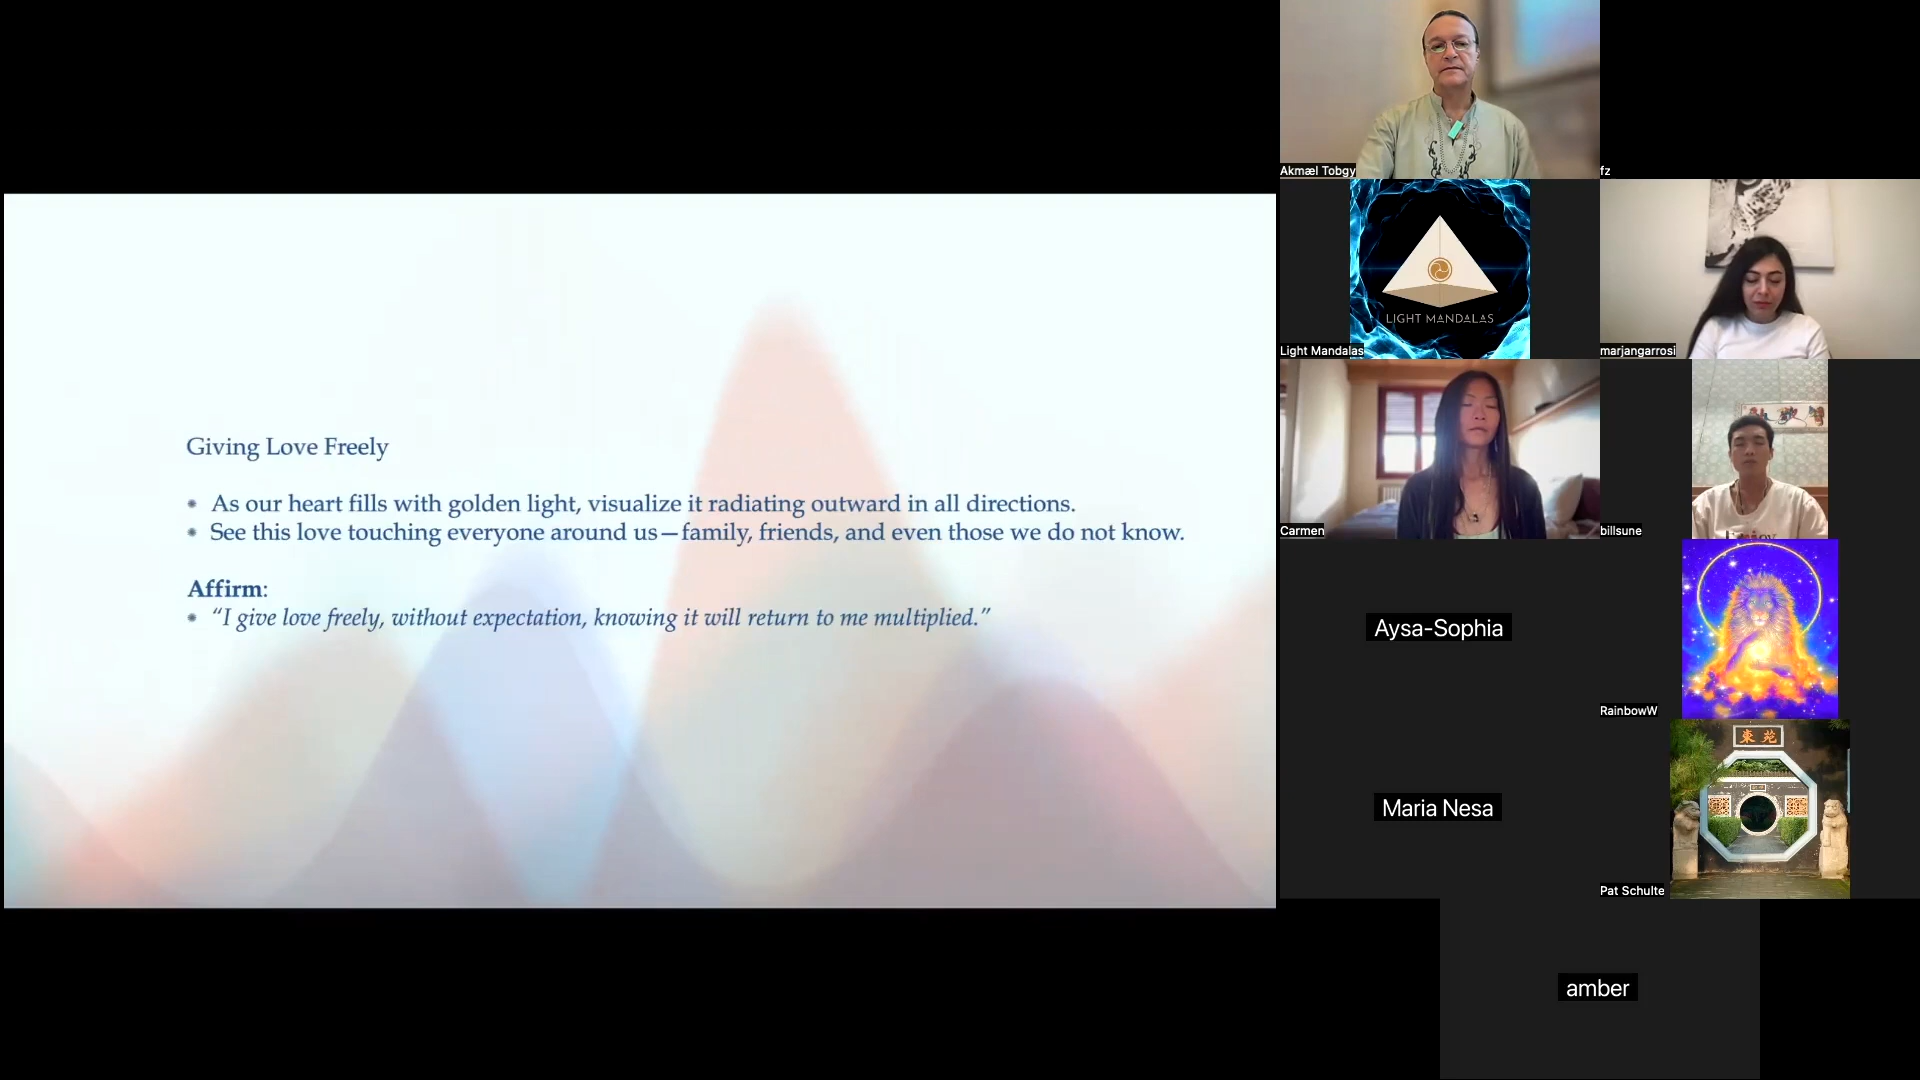 Giving Love Freely
As our heart fills with golden light, visualize it radiating outward in all directions.
See this love touching everyone around us—family, friends, and even those we do not know.
Affirm:
“I give love freely, without expectation, knowing it will return to me multiplied.”
Akmæl Tobgy
fz
LIGHT MANDALAS
Light Mandalas
marjangarrosi
Carmen
billsune
Aysa-Sophia
RainbowW
Maria Nesa
東苑
Pat Schulte
amber